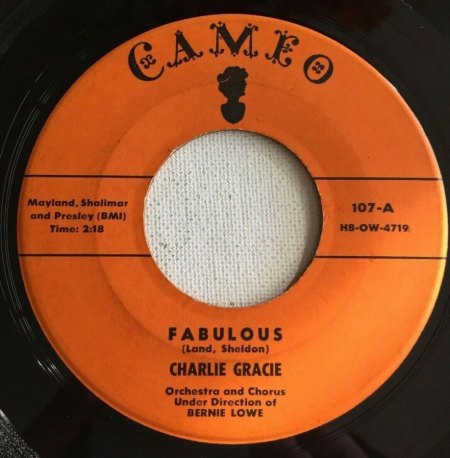 CAMEO
Mayland, Shalimar
and Presley (BMI)
Time: 2:18
107-A
H8-OW-4719
FABULOUS
(Land, Sheldon)
CHARLIE GRACIE
Orchestra and Chorus
Under Direction of
BERNIE LOWE